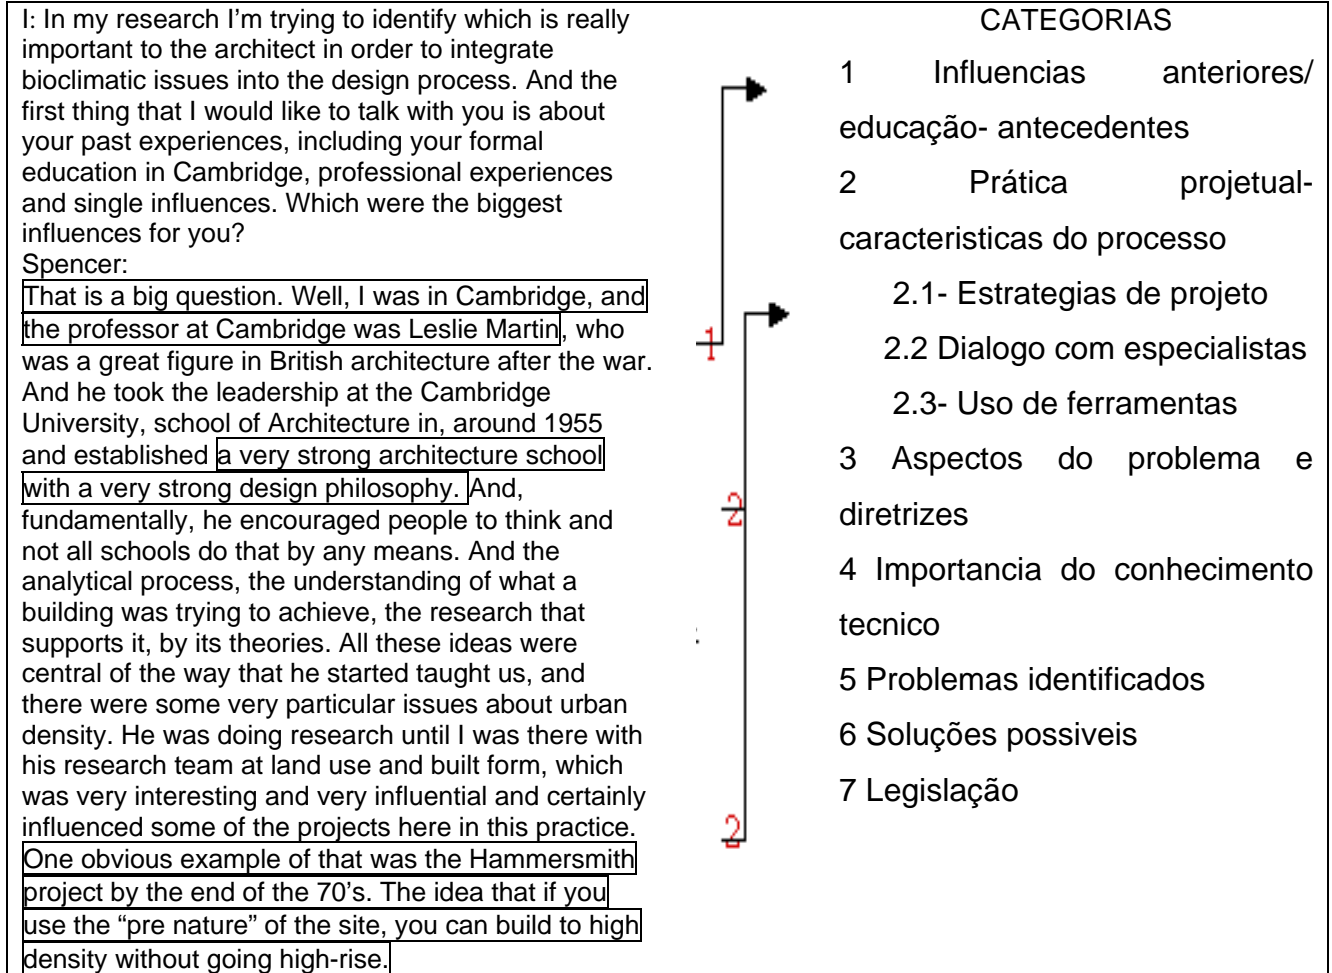 I: In my research I'm trying to identify which is really
important to the architect in order to integrate
bioclimatic issues into the design process. And the
first thing that I would like to talk with you is about
your past experiences, including your formal
education in Cambridge, professional experiences
and single influences. Which were the biggest
influences for you?
Spencer:
That is a big question. Well, I was in Cambridge, and
the professor at Cambridge was Leslie Martin, who
was a great figure in British architecture after the war.
And he took the leadership at the Cambridge
University, school of Architecture in, around 1955
and established a very strong architecture school
with a very strong design philosophy. And,
fundamentally, he encouraged people to think and
not all schools do that by any means. And the
analytical process, the understanding of what a
building was trying to achieve, the research that
supports it, by its theories. All these ideas were
central of the way that he started taught us, and
there were some very particular issues about urban
density. He was doing research until I was there with
his research team at land use and built form, which
was very interesting and very influential and certainly
influenced some of the projects here in this practice.
One obvious example of that was the Hammersmith
project by the end of the 70's. The idea that if you
use the “pre nature” of the site, you can build to high
density without going high-rise.
1
2
2
CATEGORIAS
1 Influencias anteriores/
educação- antecedentes
2 Prática projetual-
caracteristicas do processo
2.1- Estrategias de projeto
2.2 Dialogo com especialistas
2.3- Uso de ferramentas
3 Aspectos do problema e
diretrizes
4 Importancia do conhecimento
tecnico
5 Problemas identificados
6 Soluções possiveis
7 Legislação